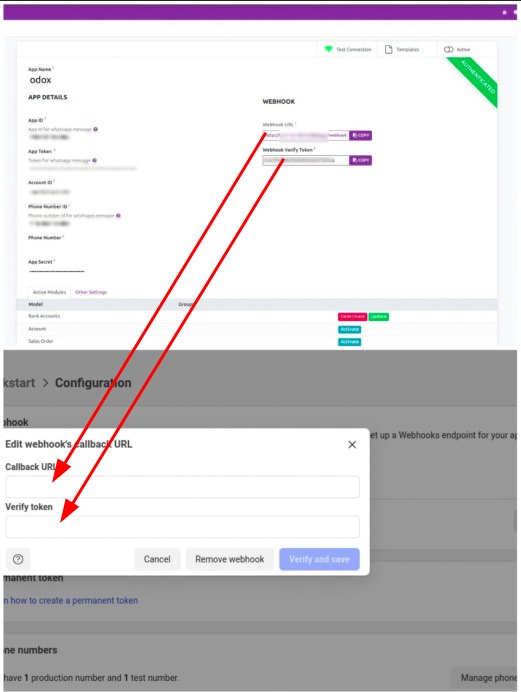 Test Connection
Templates
Active
AUTHENTICATED
App Name ?
odox
APP DETAILS
WEBHOOK
App ID ?
App Id for whatsapp message
Webhook URL ?
http://
/webhook
COPY
App Token ?
Token for whatsapp message
Webhook Verify Token ?
COPY
Account ID ?
Phone Number ID ?
Phone number id for whatsapp message
Phone Number ?
App Secret ?
Active Modules Other Settings
Model Groups
Bank Accounts DeActivate Update
Account Activate
Sales Order Activate
kstart > Configuration
hook
et up a Webhooks endpoint for your ap
Edit webhook's callback URL
Callback URL
Verify token
Cancel Remove webhook Verify and save
manent token
n how to create a permanent token
ne numbers
have 1 production number and 1 test number.
Manage phone